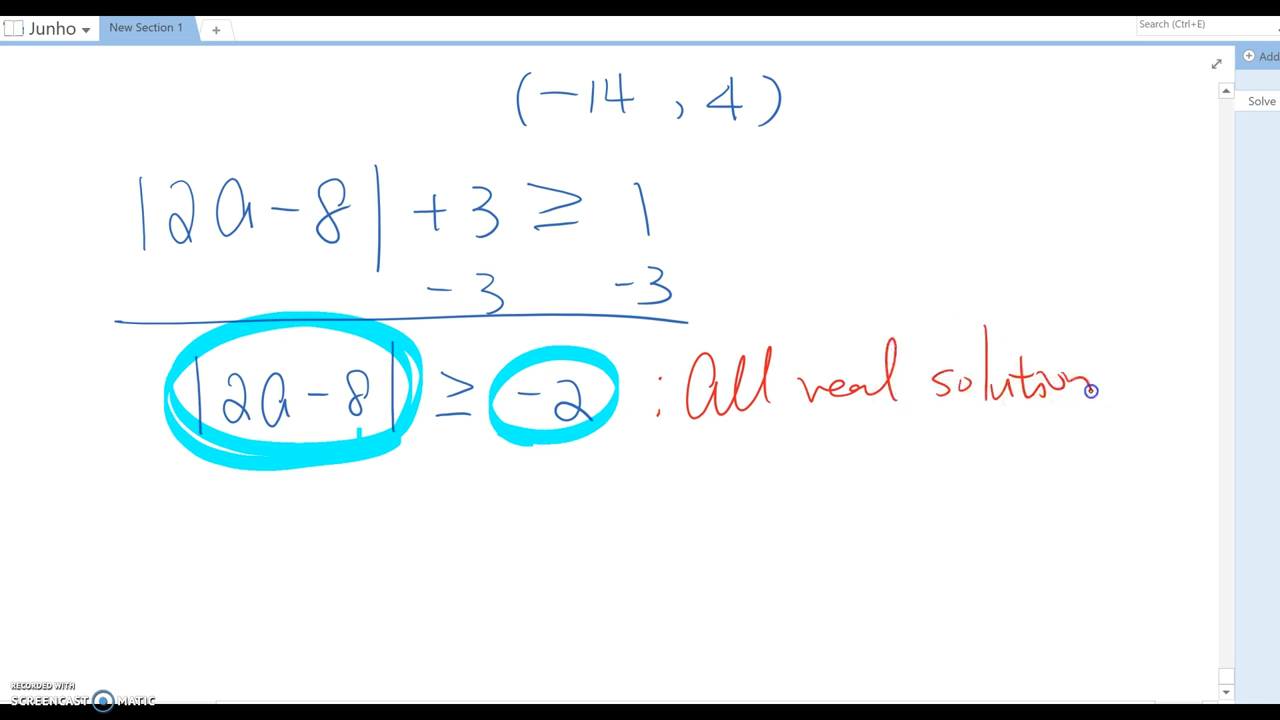 Junho
New Section 1
+
Search (Ctrl+E)
Add
Solve
(-14 , 4)
|2a-8| +3 ≥ 1
-3 -3
|2a-8| ≥ -2 : All real solution
RECORDED WITH
SCREENCAST MATIC